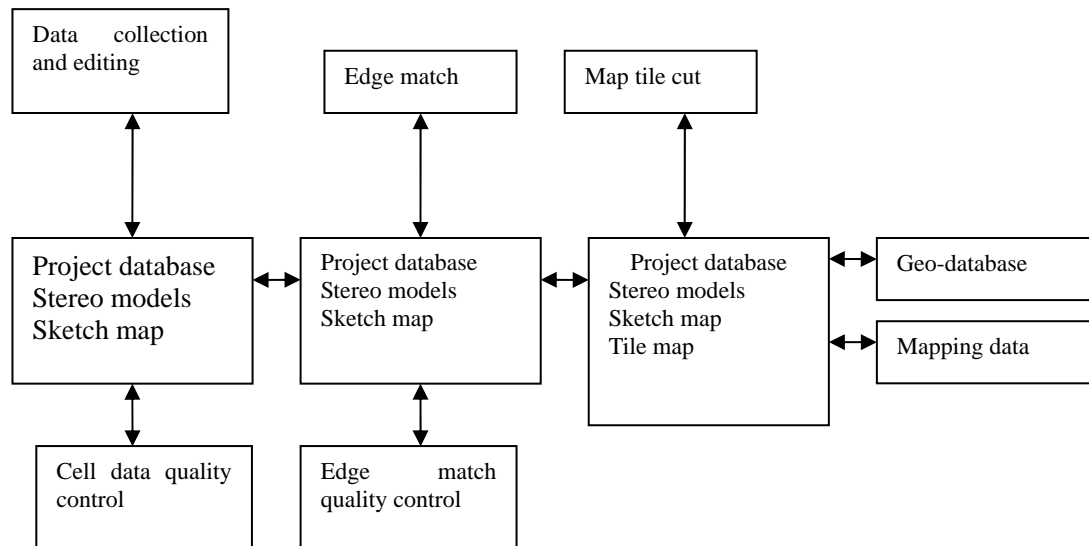 Data collection
and editing
Edge match
Map tile cut
Project database
Stereo models
Sketch map
Project database
Stereo models
Sketch map
Project database
Stereo models
Sketch map
Tile map
Geo-database
Mapping data
Cell data quality
control
Edge match
quality control